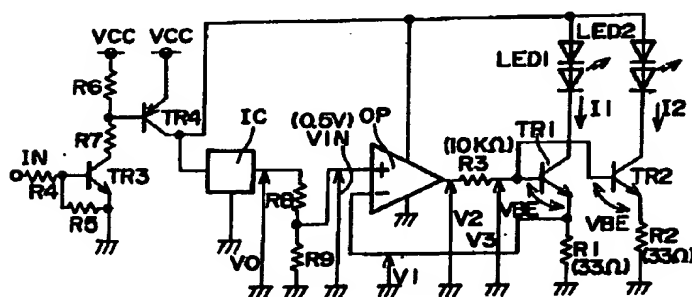 VCC VCC
LED2
LED1
R6
TR4
R7
IC
(0.5V)
VIN
OP
I1
I2
TR1
(10KΩ)
R3
IN
R4
TR3
R5
R8
TR2
VBE
VBE
V2
V3
V0
R9
V1
R1
(33Ω)
R2
(33Ω)